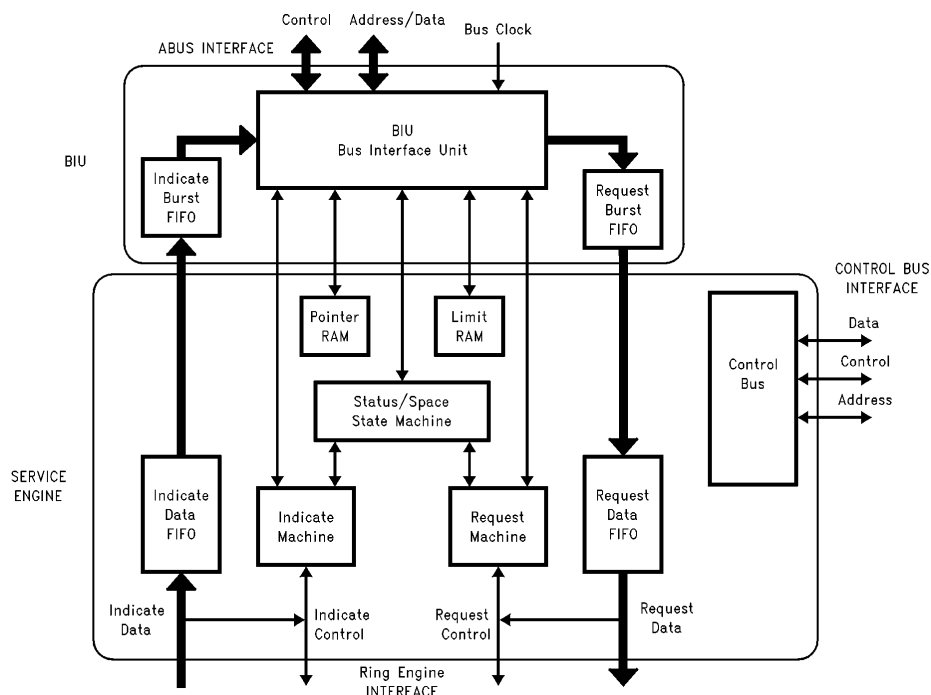 Control
Address/Data
Bus Clock
ABUS INTERFACE
BIU
BIU
Bus Interface Unit
Indicate
Burst
FIFO
Request
Burst
FIFO
CONTROL BUS
INTERFACE
Pointer
RAM
Limit
RAM
Data
Control
Bus
Control
Address
Status/Space
State Machine
SERVICE
ENGINE
Indicate
Data
FIFO
Indicate
Machine
Request
Machine
Request
Data
FIFO
Indicate
Data
Indicate
Control
Request
Control
Request
Data
Ring Engine
INTERFACE